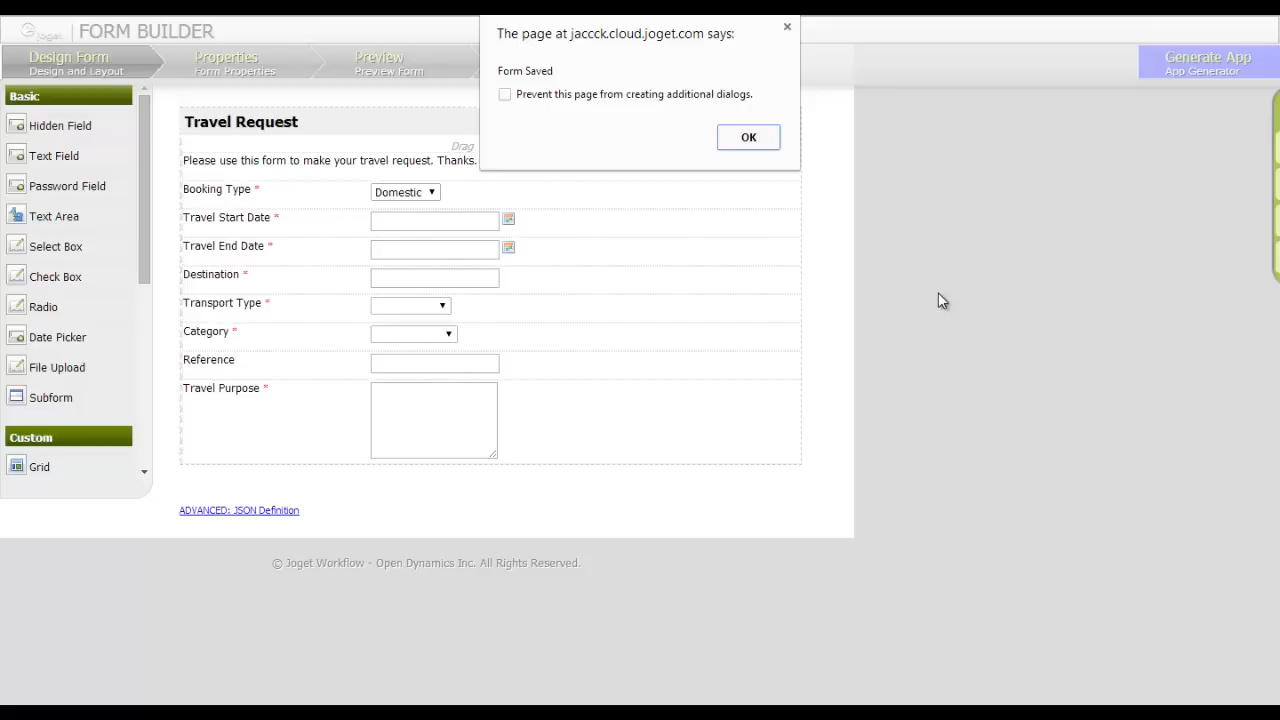 Joget
FORM BUILDER
The page at jaccck.cloud.joget.com says:
Form Saved
Prevent this page from creating additional dialogs.
OK
Design Form
Design and Layout
Properties
Form Properties
Preview
Preview Form
Generate App
App Generator
Basic
Hidden Field
Text Field
Password Field
Text Area
Select Box
Check Box
Radio
Date Picker
File Upload
Subform
Custom
Grid
Travel Request
Drag
Please use this form to make your travel request. Thanks.
Booking Type *
Domestic
Travel Start Date *
Travel End Date *
Destination *
Transport Type *
Category *
Reference
Travel Purpose *
ADVANCED: JSON Definition
© Joget Workflow - Open Dynamics Inc. All Rights Reserved.